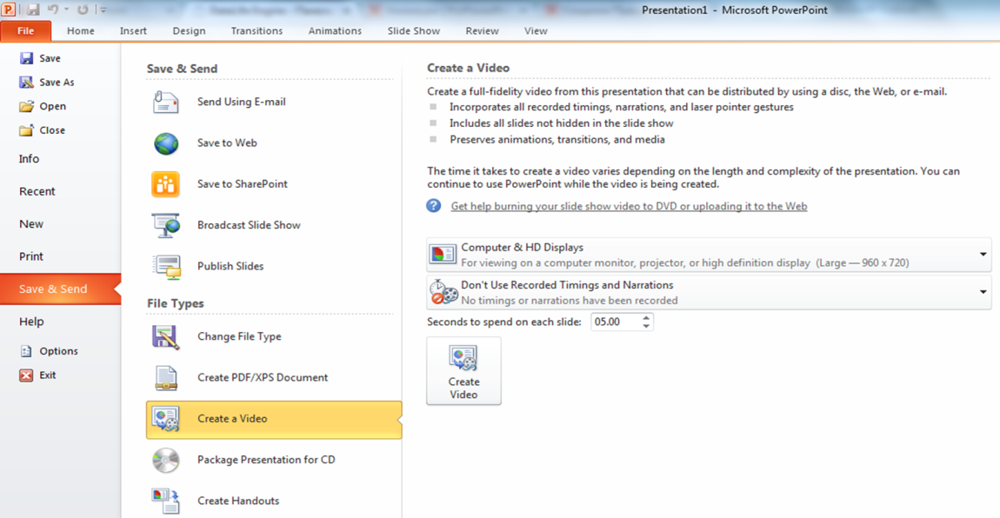 Presentation1 - Microsoft PowerPoint
File Home Insert Design Transitions Animations Slide Show Review View
Save
Save As
Open
Close
Info
Recent
New
Print
Save & Send
Help
Options
Exit
Save & Send
Send Using E-mail
Save to Web
Save to SharePoint
Broadcast Slide Show
Publish Slides
File Types
Change File Type
Create PDF/XPS Document
Create a Video
Package Presentation for CD
Create Handouts
Create a Video
Create a full-fidelity video from this presentation that can be distributed by using a disc, the Web, or e-mail.
Incorporates all recorded timings, narrations, and laser pointer gestures
Includes all slides not hidden in the slide show
Preserves animations, transitions, and media
The time it takes to create a video varies depending on the length and complexity of the presentation. You can
continue to use PowerPoint while the video is being created.
Get help burning your slide show video to DVD or uploading it to the Web
Computer & HD Displays
For viewing on a computer monitor, projector, or high definition display (Large — 960 x 720)
Don't Use Recorded Timings and Narrations
No timings or narrations have been recorded
Seconds to spend on each slide: 05.00
Create
Video